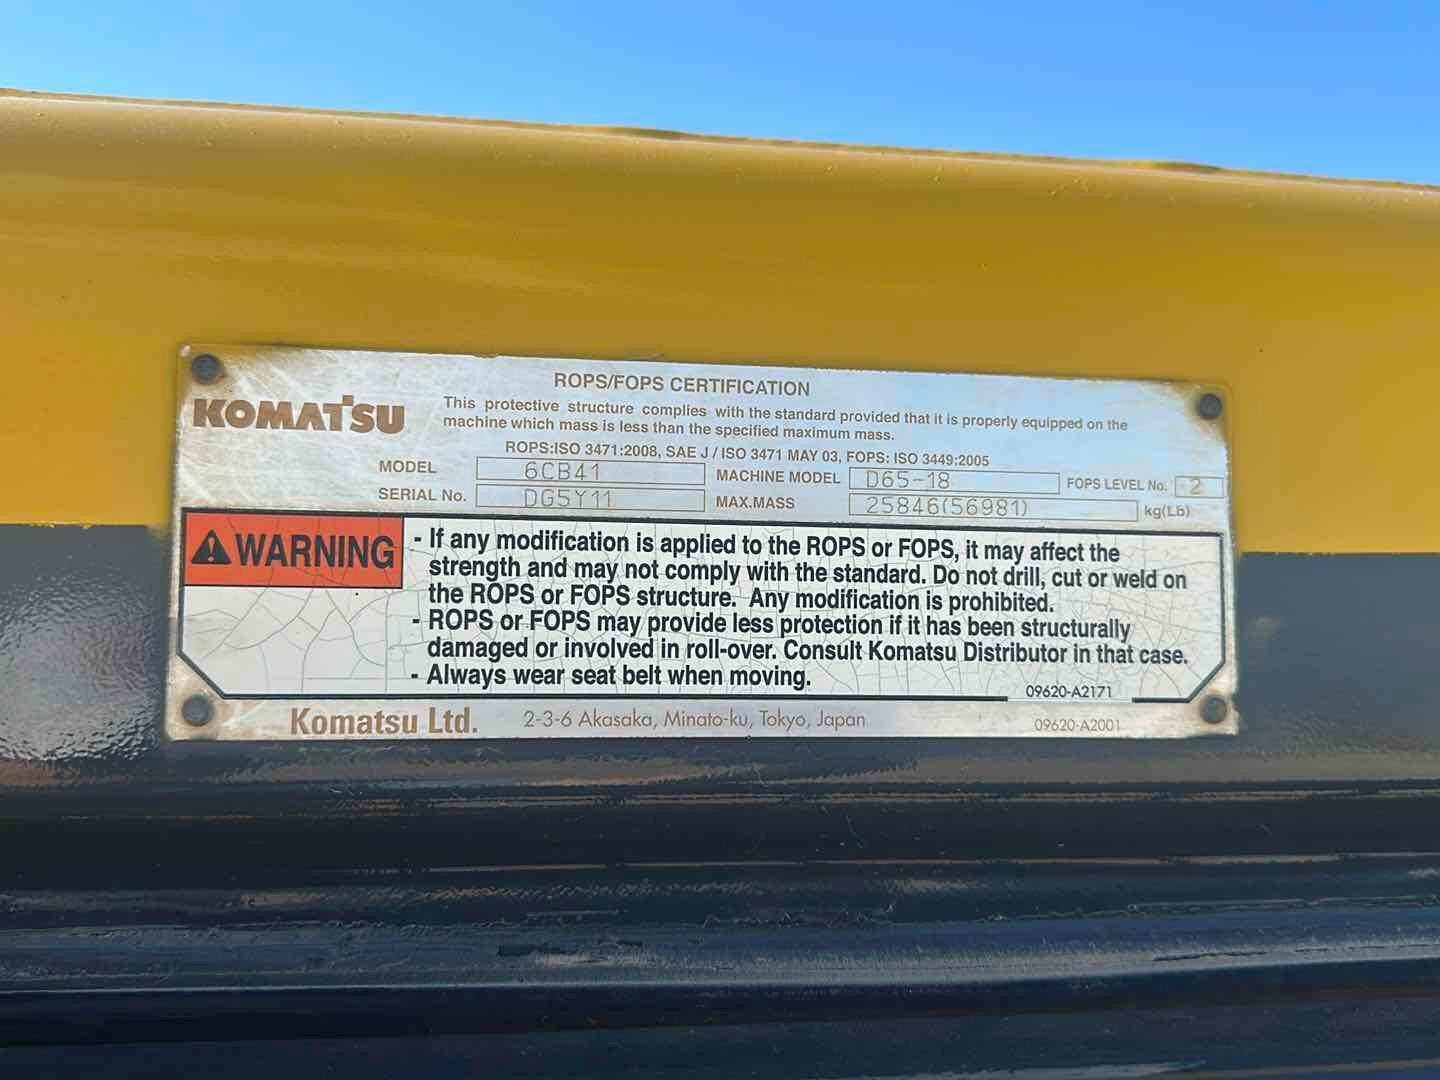 ROPS/FOPS CERTIFICATION
KOMATSU
This protective structure complies with the standard provided that it is properly equipped on the
machine which mass is less than the specified maximum mass.
ROPS:ISO 3471:2008, SAE J / ISO 3471 MAY 03, FOPS: ISO 3449:2005
MODEL 6CB41 MACHINE MODEL D65-18 FOPS LEVEL No. 2
SERIAL No. DG5Y11 MAX.MASS 25846(56981) kg(Lb)
WARNING
- If any modification is applied to the ROPS or FOPS, it may affect the
strength and may not comply with the standard. Do not drill, cut or weld on
the ROPS or FOPS structure. Any modification is prohibited.
- ROPS or FOPS may provide less protection if it has been structurally
damaged or involved in roll-over. Consult Komatsu Distributor in that case.
- Always wear seat belt when moving.
09620-A2171
Komatsu Ltd. 2-3-6 Akasaka, Minato-ku, Tokyo, Japan 09620-A2001